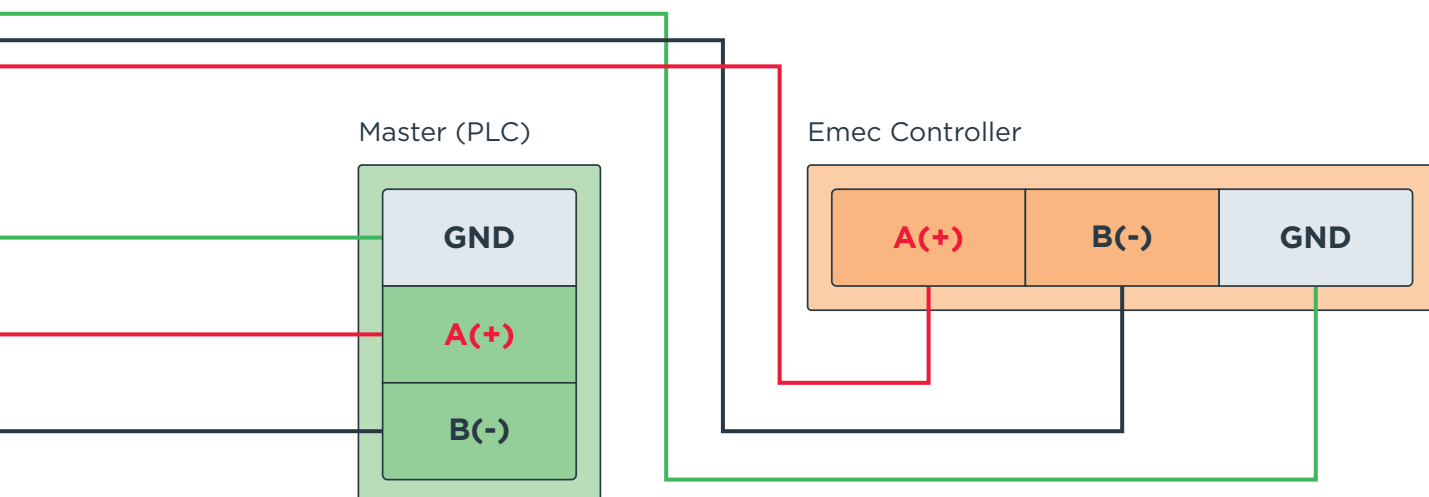 Master (PLC)
GND
A(+)
B(-)
Emec Controller
A(+) B(-) GND